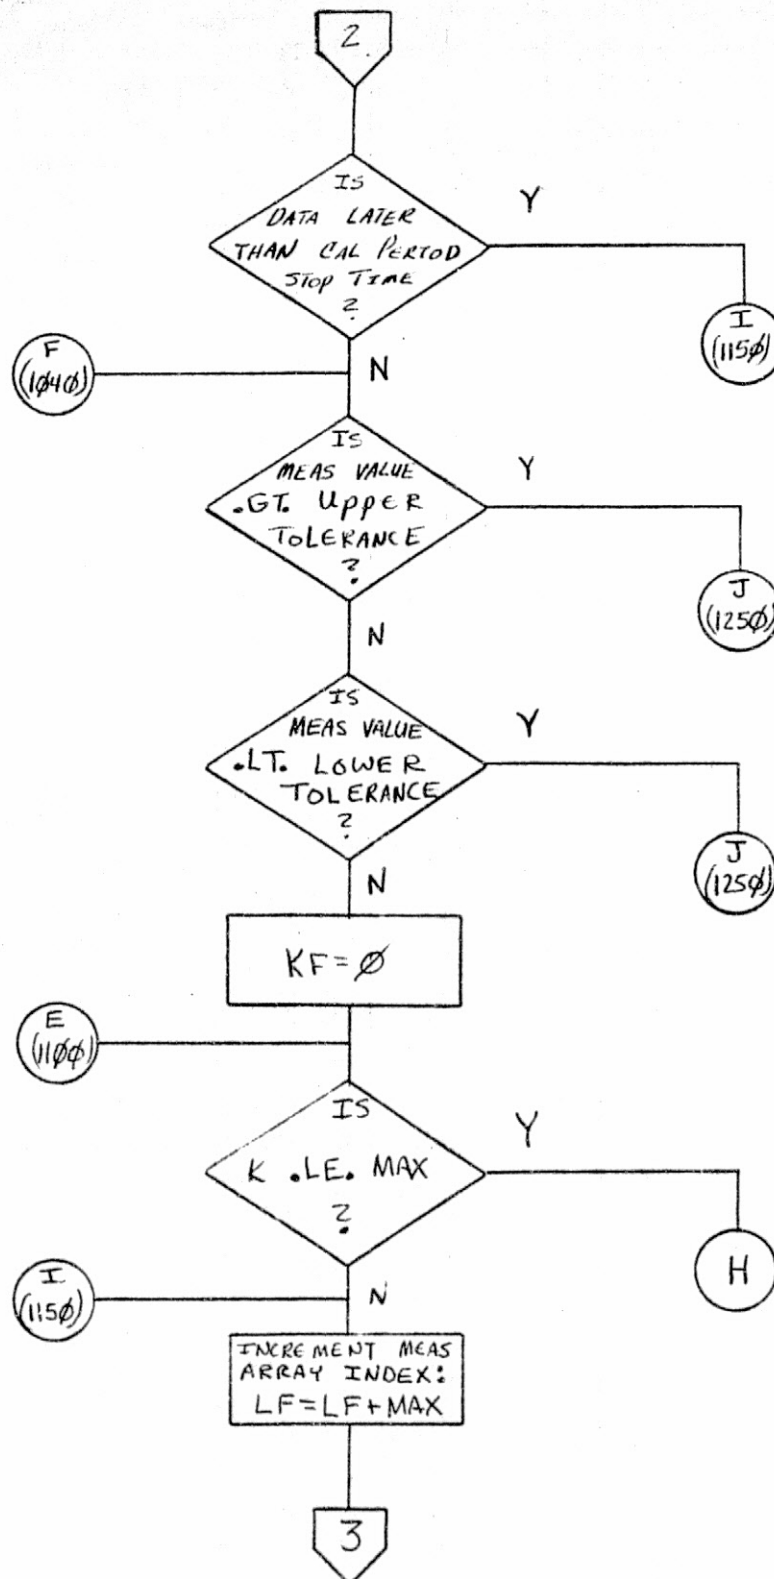 2
IS
DATA LATER
THAN CAL PERIOD
STOP TIME
?
Y
I
(115Ø)
F
(1Ø4Ø)
N
IS
MEAS VALUE
.GT. UPPER
TOLERANCE
?
Y
J
(125Ø)
N
IS
MEAS VALUE
.LT. LOWER
TOLERANCE
?
Y
J
(125Ø)
N
KF=Ø
E
(11ØØ)
IS
K .LE. MAX
?
Y
H
I
(115Ø)
N
INCREMENT MEAS
ARRAY INDEX:
LF=LF+MAX
3